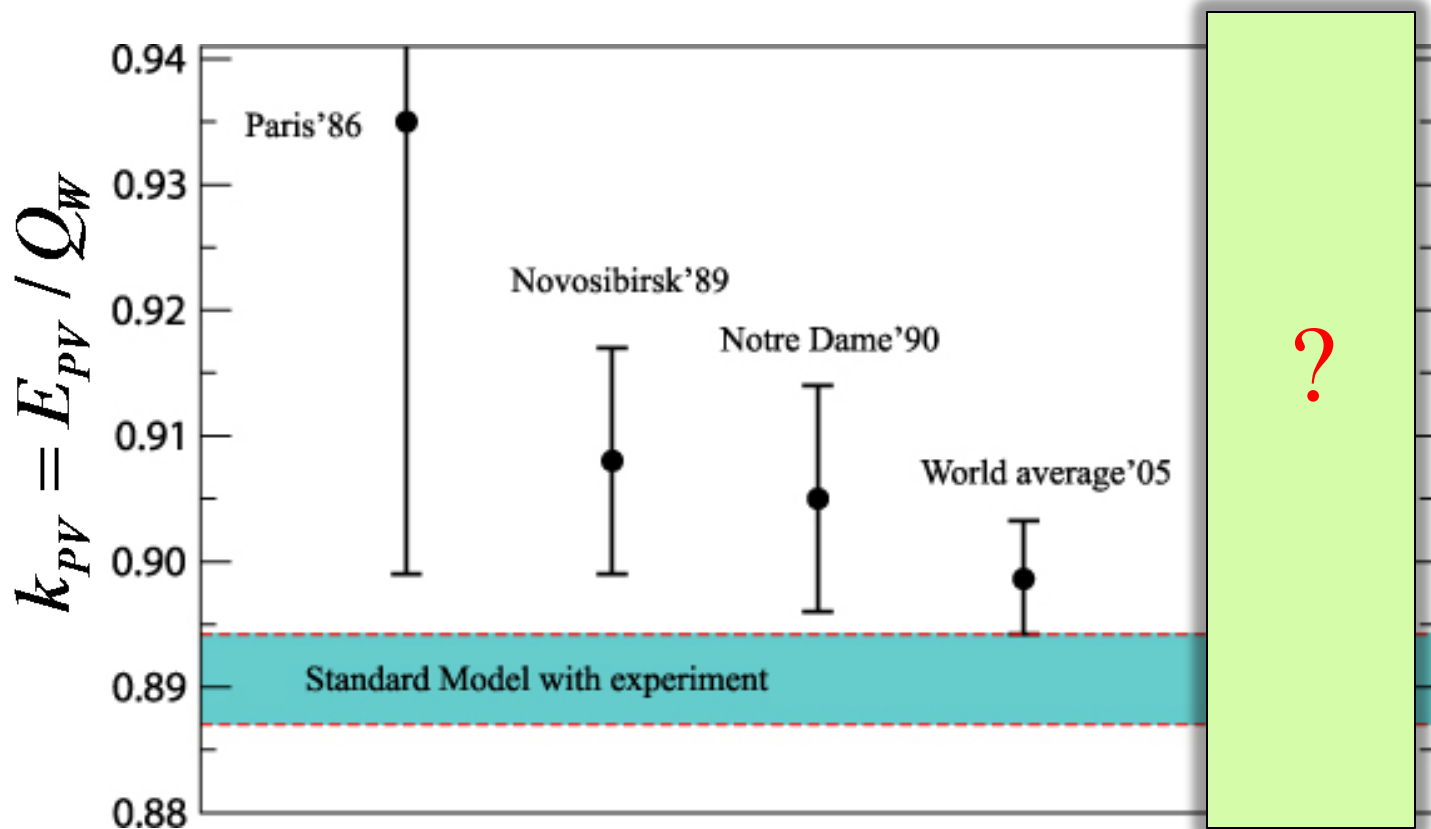 k_PV = E_PV / Q_W
0.94
0.93
0.92
0.91
0.90
0.89
0.88
Paris’86
Novosibirsk’89
Notre Dame’90
World average’05
Standard Model with experiment
?